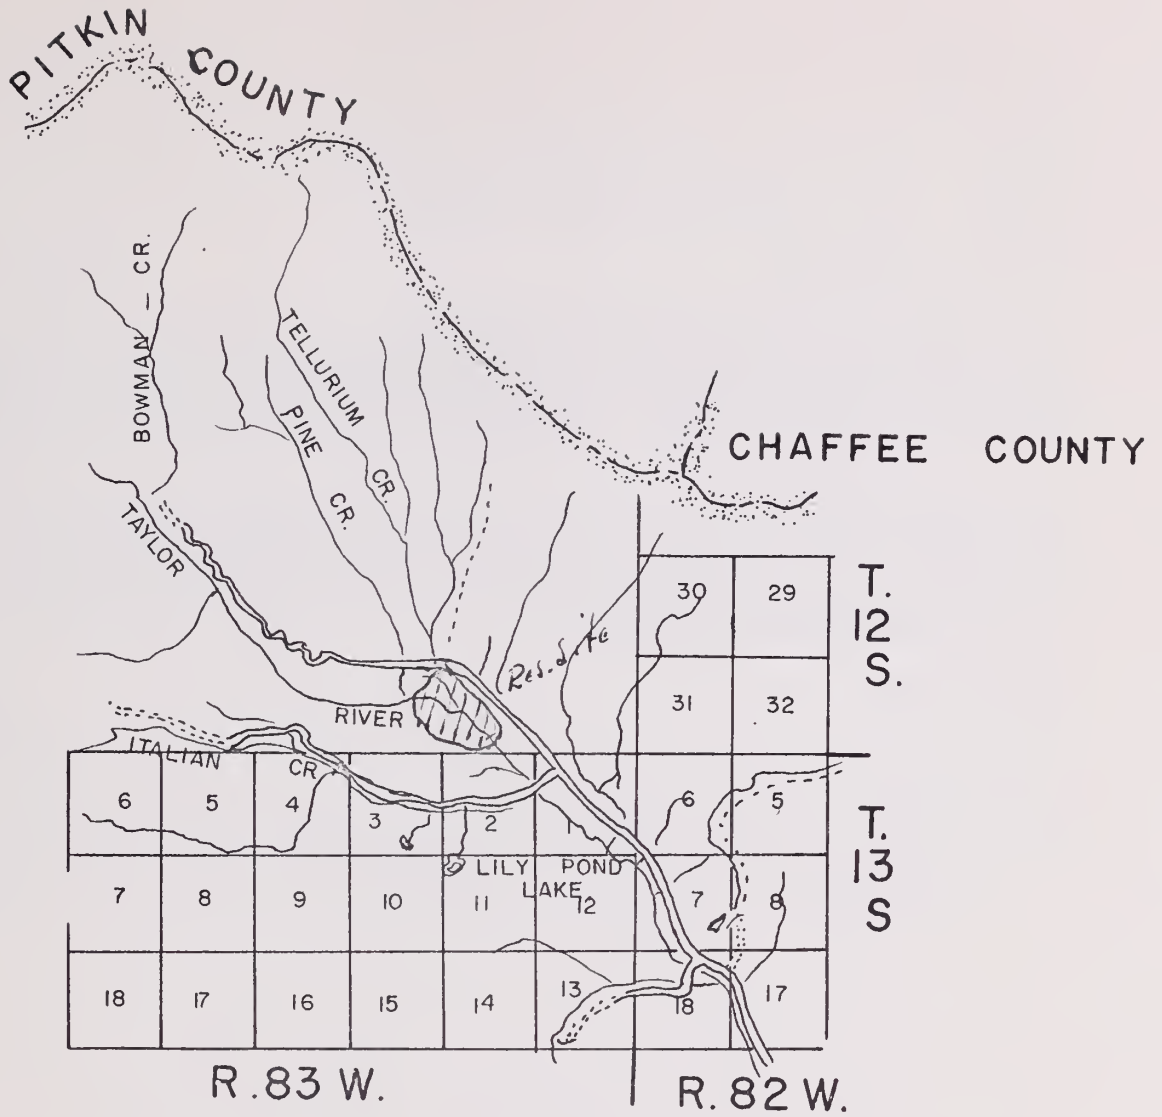 PITKIN COUNTY
CHAFFEE COUNTY
BOWMAN - CR.
TELLURIUM CR.
PINE CR.
TAYLOR RIVER
Res. Site
30 29
31 32
T. 12 S.
ITALIAN CR
6 5 4 3 2 1 6 5
LILY POND LAKE
7 8 9 10 11 12 7 8
T. 13 S
18 17 16 15 14 13 18 17
R. 83 W.
R. 82 W.